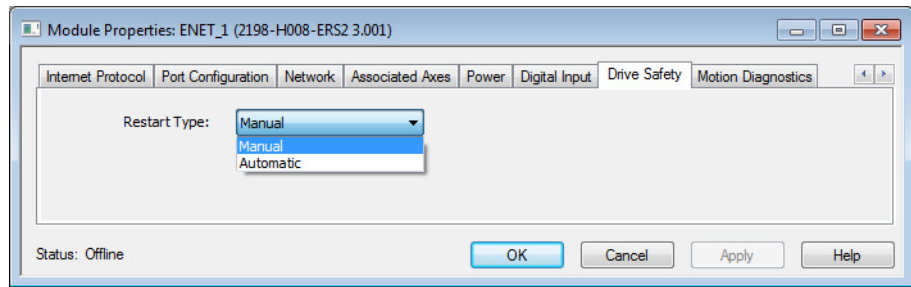 Module Properties: ENET_1 (2198-H008-ERS2 3.001)
Internet Protocol Port Configuration Network Associated Axes Power Digital Input Drive Safety Motion Diagnostics
Restart Type: Manual
Manual
Automatic
Status: Offline OK Cancel Apply Help